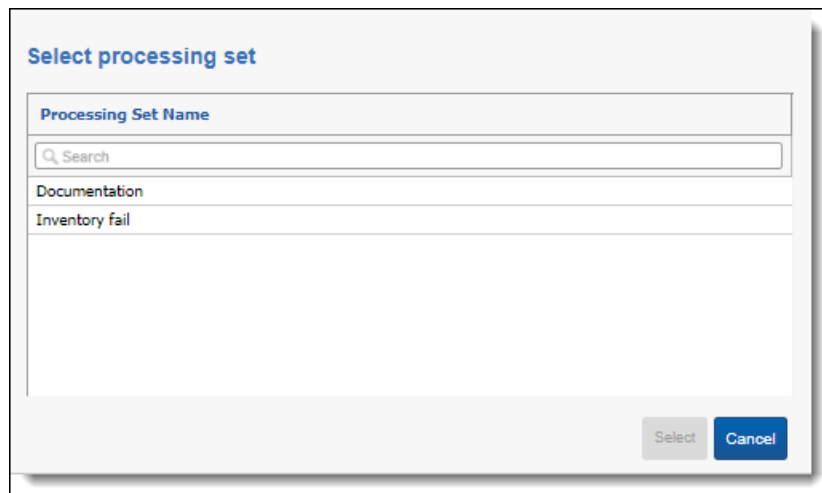 Select processing set
Processing Set Name
Search
Documentation
Inventory fail
Select Cancel